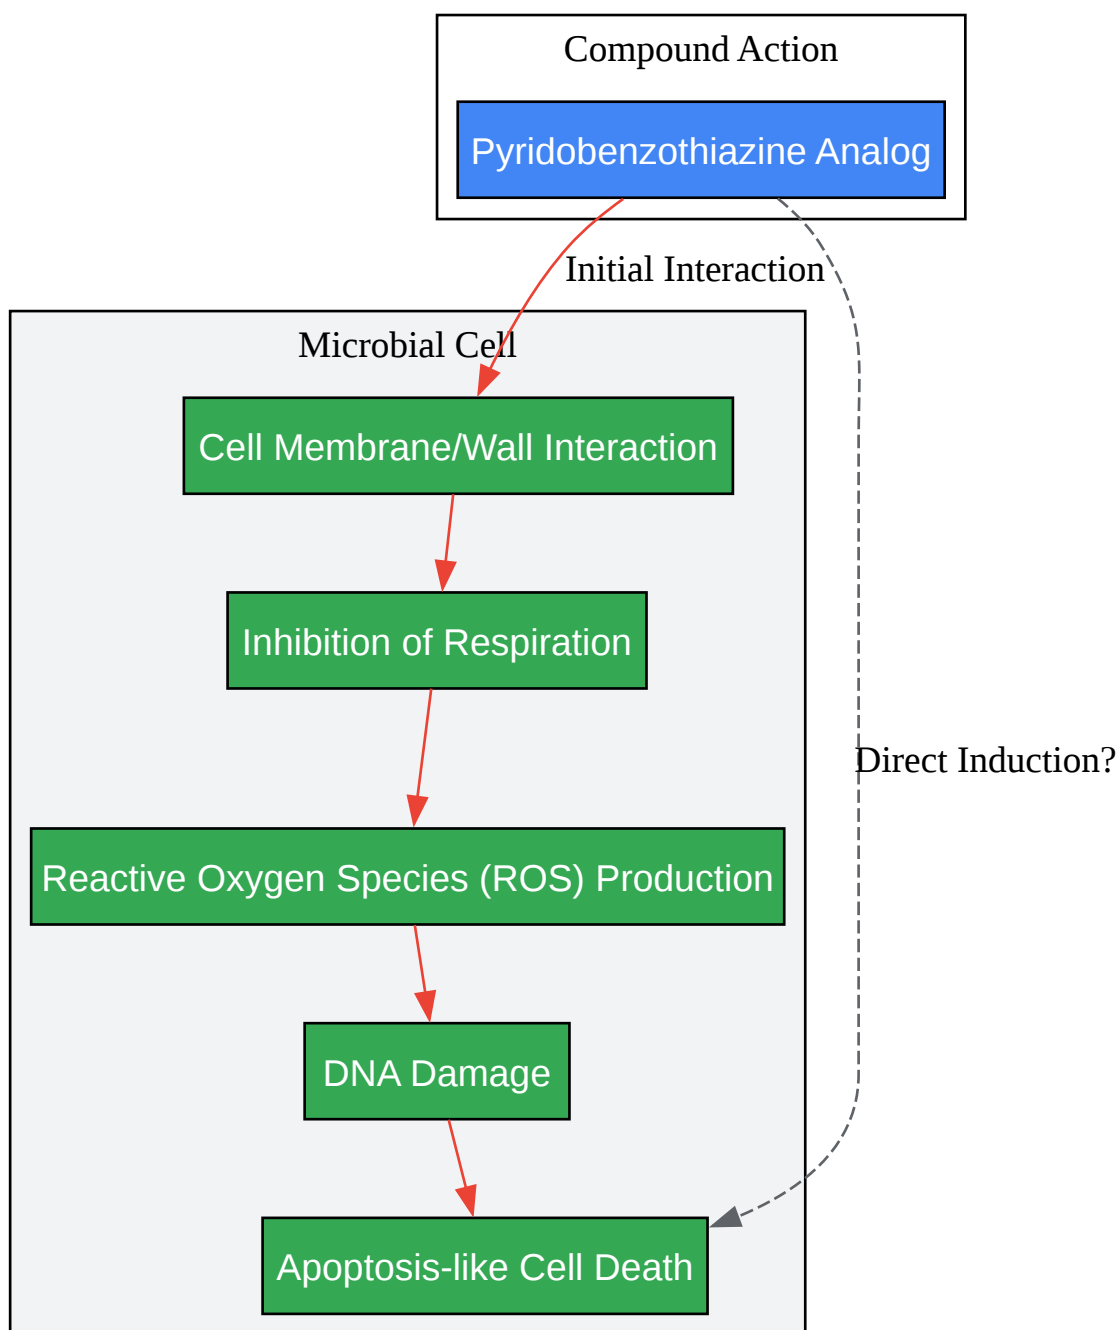 Compound Action
Pyridobenzothiazine Analog
Initial Interaction
Microbial Cell
Cell Membrane/Wall Interaction
Inhibition of Respiration
Direct Induction?
Reactive Oxygen Species (ROS) Production
DNA Damage
Apoptosis-like Cell Death